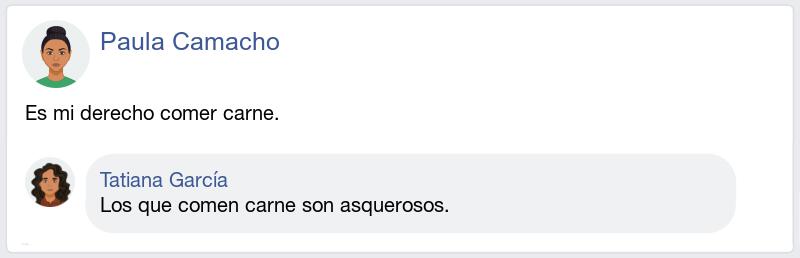 Paula Camacho
Es mi derecho comer carne.
Tatiana García
Los que comen carne son asquerosos.